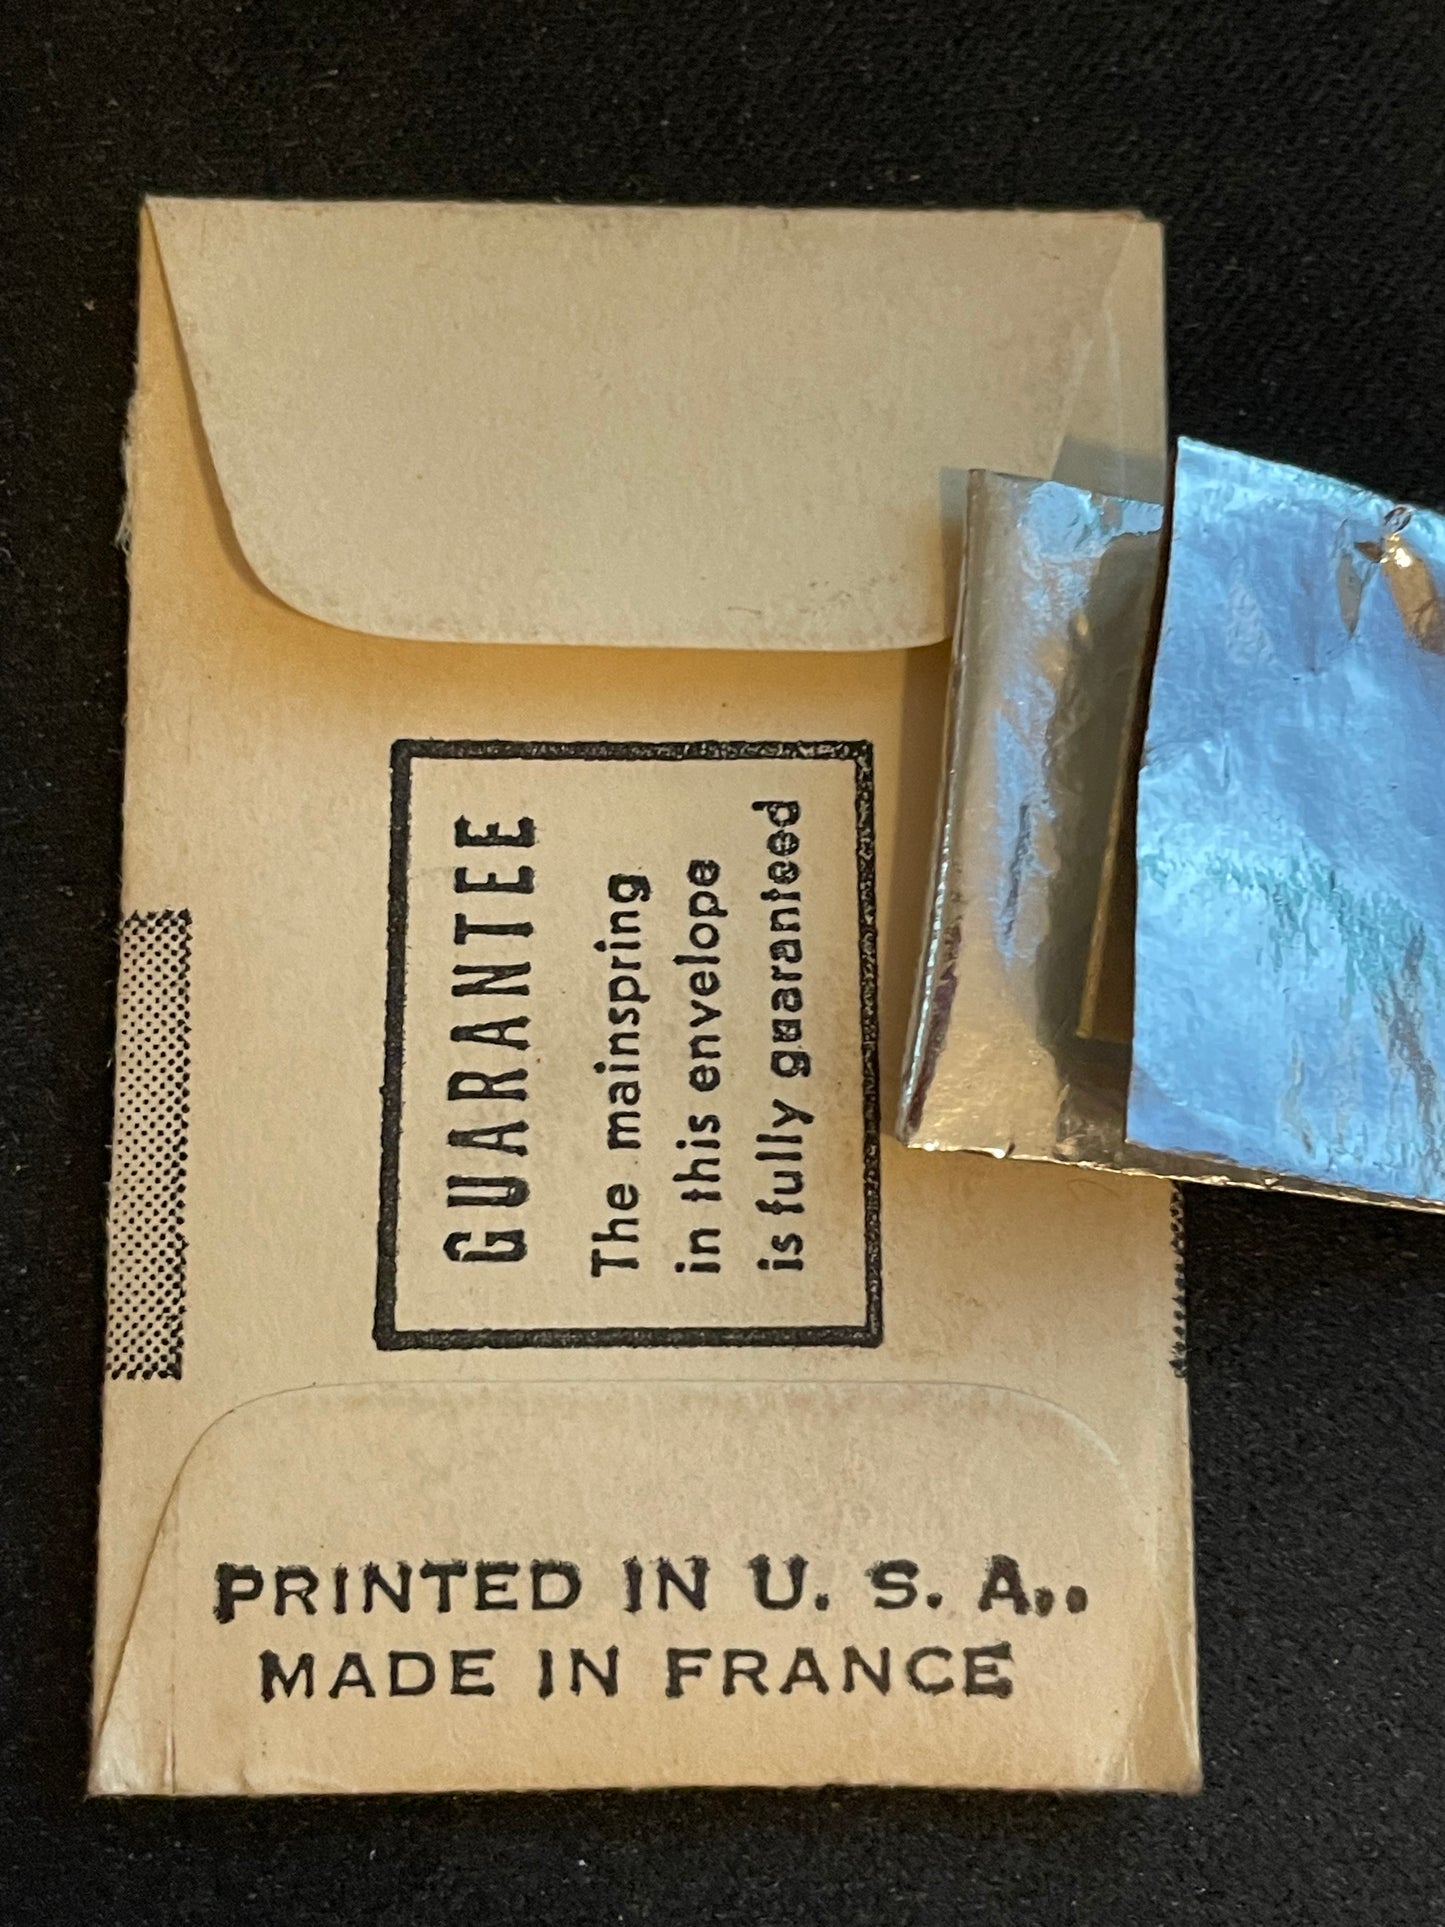 GUARANTEE
The mainspring
in this envelope
is fully guaranteed
PRINTED IN U. S. A..
MADE IN FRANCE